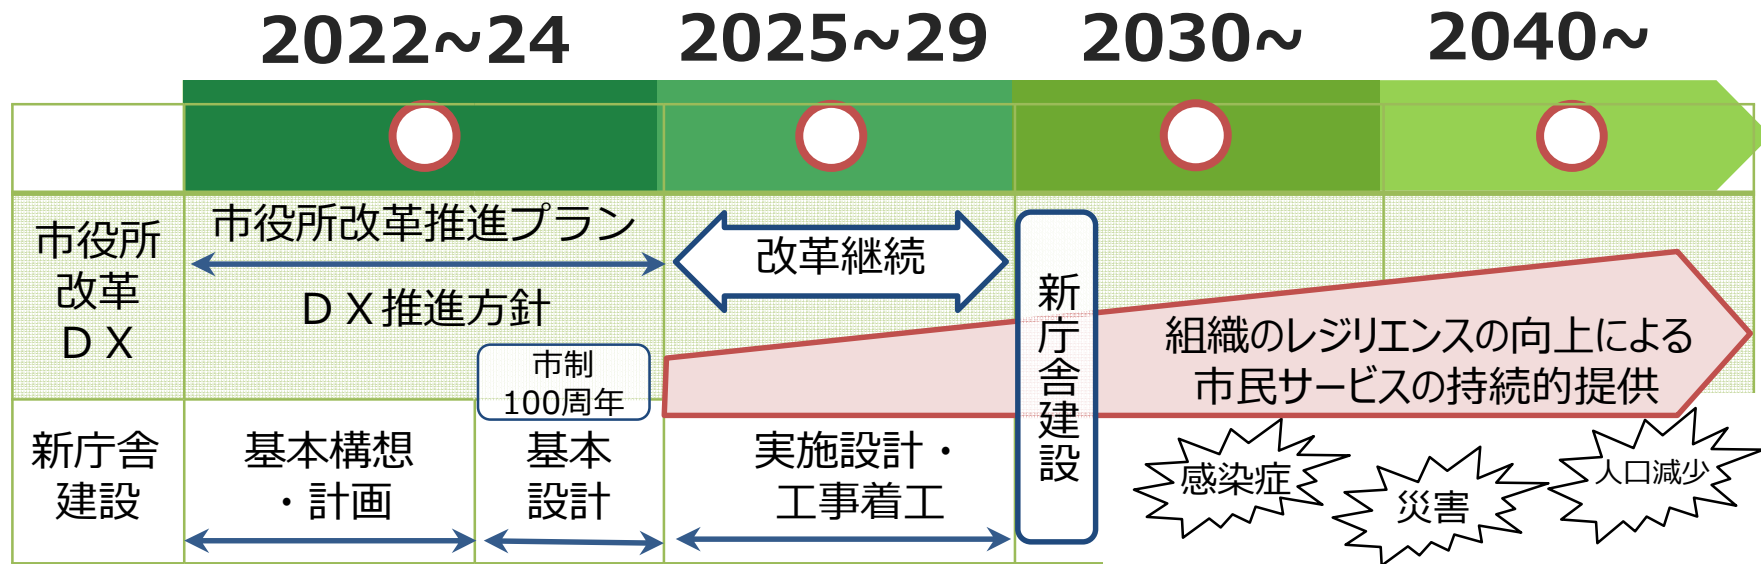 2022~24
2025~29
2030~
2040~
市役所
改革
ＤＸ
市役所改革推進プラン
ＤＸ推進方針
改革継続
市制
100周年
新庁舎建設
組織のレジリエンスの向上による
市民サービスの持続的提供
新庁舎
建設
基本構想
・計画
基本
設計
実施設計・
工事着工
感染症
災害
人口減少